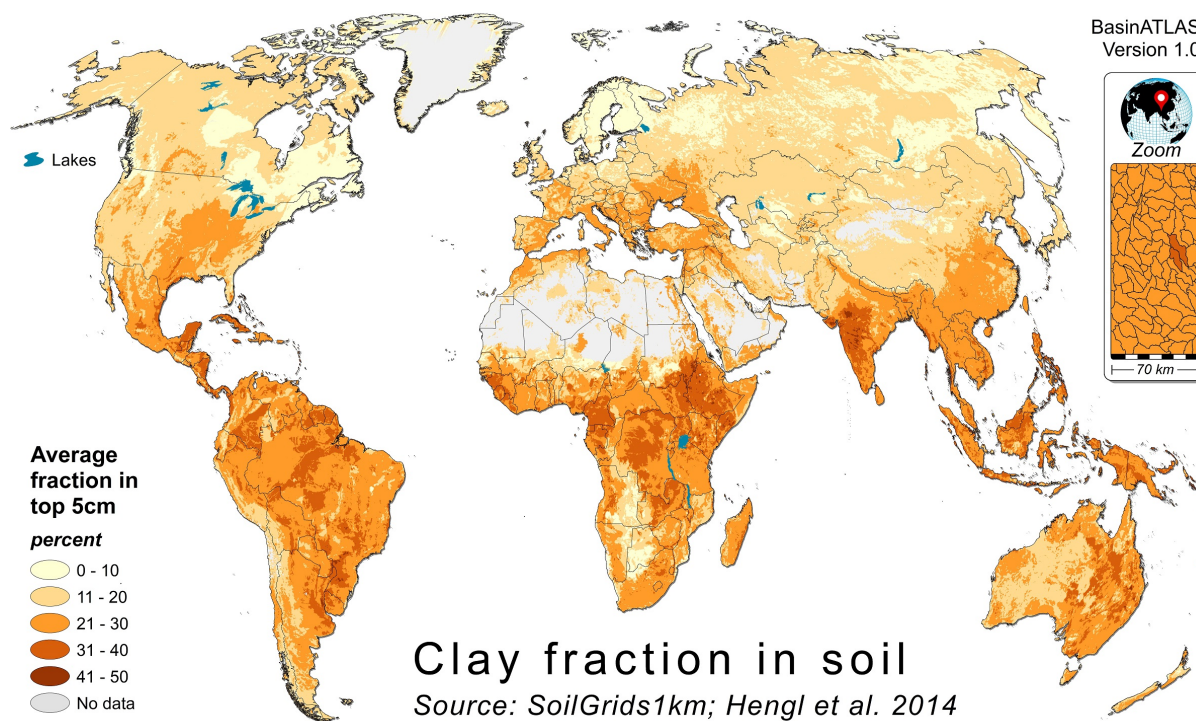 BasinATLAS
Version 1.0
Zoom
70 km
Lakes
Average
fraction in
top 5cm
percent
0 - 10
11 - 20
21 - 30
31 - 40
41 - 50
No data
Clay fraction in soil
Source: SoilGrids1km; Hengl et al. 2014